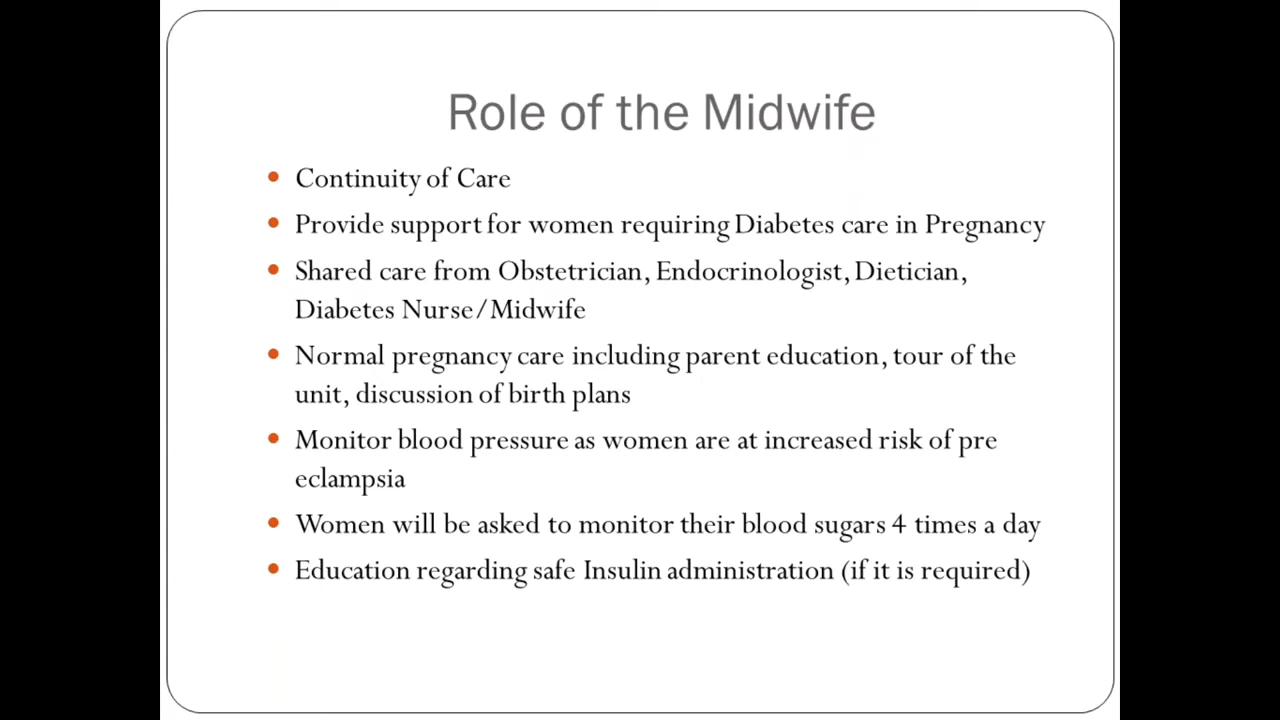 Role of the Midwife
• Continuity of Care
• Provide support for women requiring Diabetes care in Pregnancy
• Shared care from Obstetrician, Endocrinologist, Dietician,
Diabetes Nurse/Midwife
• Normal pregnancy care including parent education, tour of the
unit, discussion of birth plans
• Monitor blood pressure as women are at increased risk of pre
eclampsia
• Women will be asked to monitor their blood sugars 4 times a day
• Education regarding safe Insulin administration (if it is required)